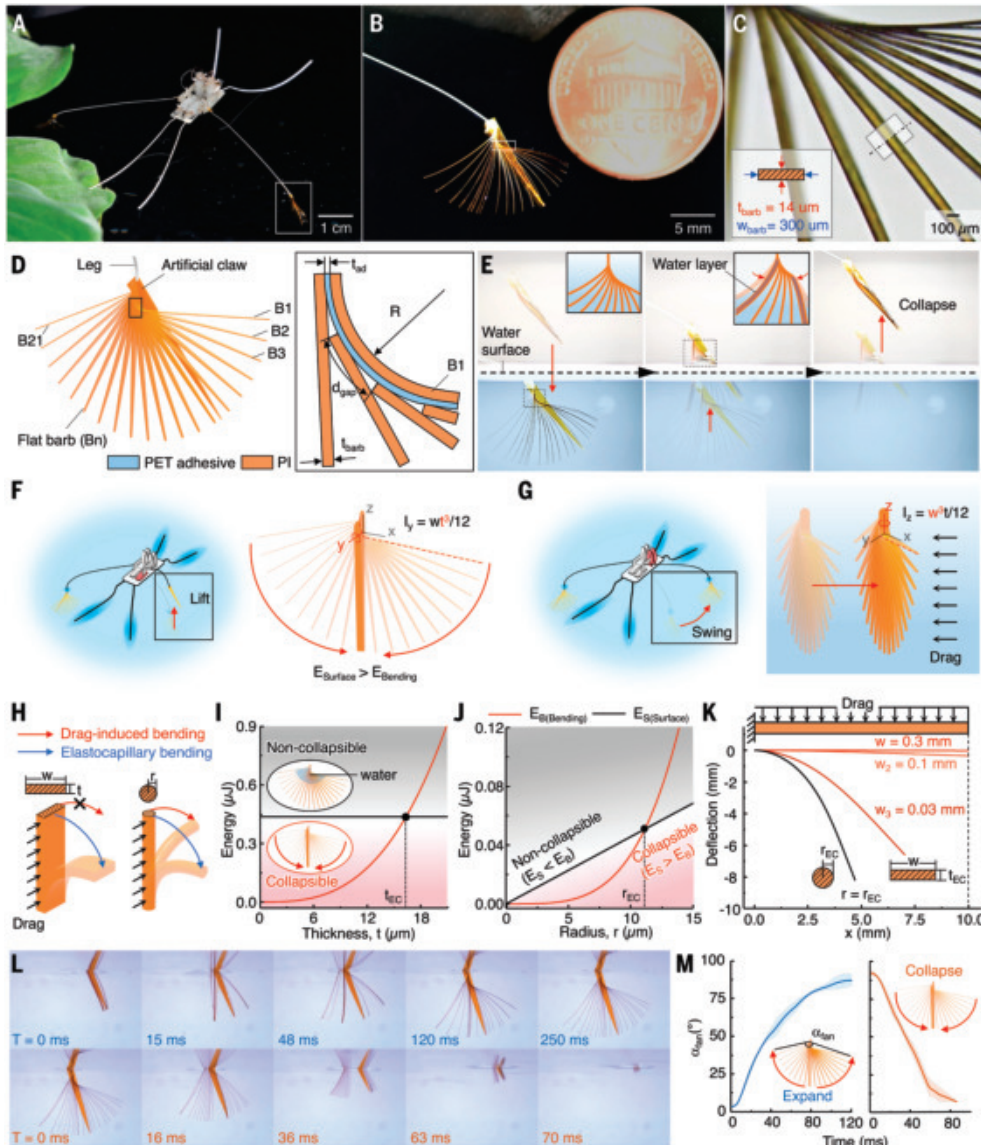 A
1 cm
B
UNITED STATES OF AMERICA
ONE CENT
5 mm
C
t_barb = 14 um
w_barb = 300 um
100 µm
D
Leg
Artificial claw
B1
B2
B3
B21
Flat barb (Bn)
PET adhesive
PI
t_ad
R
B1
d_gap
t_barb
E
Water layer
Collapse
Water surface
F
Lift
z
x
y
I_y = wt³/12
E_Surface > E_Bending
G
Swing
z
y
x
I_z = w³t/12
Drag
H
Drag-induced bending
Elastocapillary bending
w
t
r
Drag
I
Energy (µJ)
0.9
0.6
0.3
0.0
Non-collapsible
water
Collapsible
t_EC
0 6 12 18
Thickness, t (µm)
J
E_B(Bending)
E_S(Surface)
Energy (µJ)
0.12
0.08
0.04
0.00
Non-collapsible
(E_S < E_B)
Collapsible
(E_S > E_B)
r_EC
0 5 10 15
Radius, r (µm)
K
Drag
Deflection (mm)
0
-2
-4
-6
-8
-10
w = 0.3 mm
w₂ = 0.1 mm
w₃ = 0.03 mm
r_EC
w
t_EC
r = r_EC
0.0 2.5 5.0 7.5 10.0
x (mm)
L
T = 0 ms
15 ms
48 ms
120 ms
250 ms
T = 0 ms
16 ms
36 ms
63 ms
70 ms
M
α_fan(°)
100
75
50
25
0
α_fan
Expand
Collapse
40 80 120
0 40 80
Time (ms)